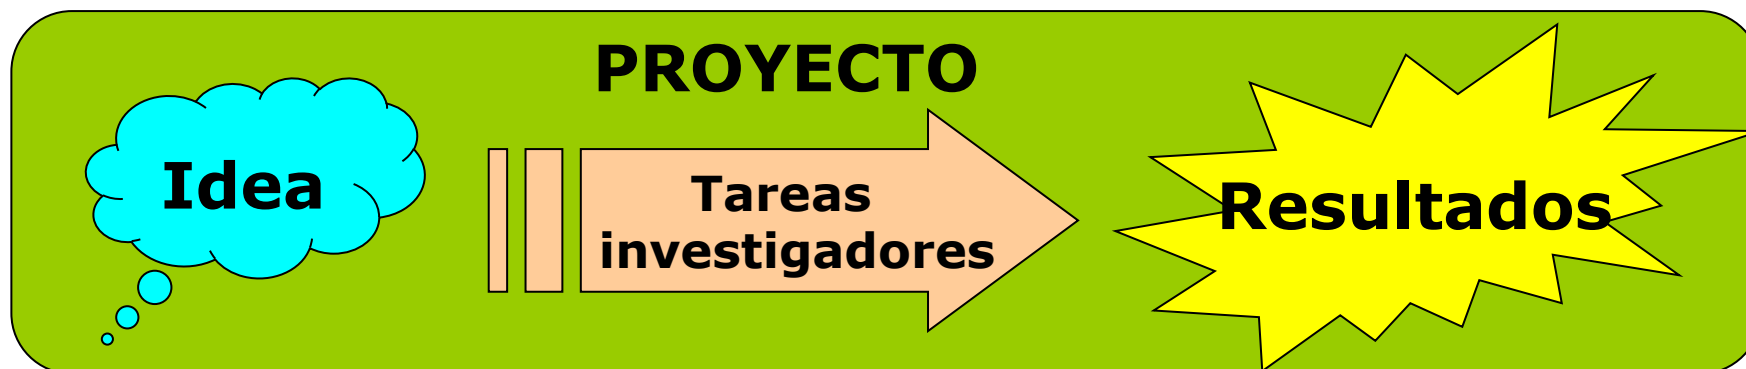 PROYECTO
Idea
Tareas
investigadores
Resultados